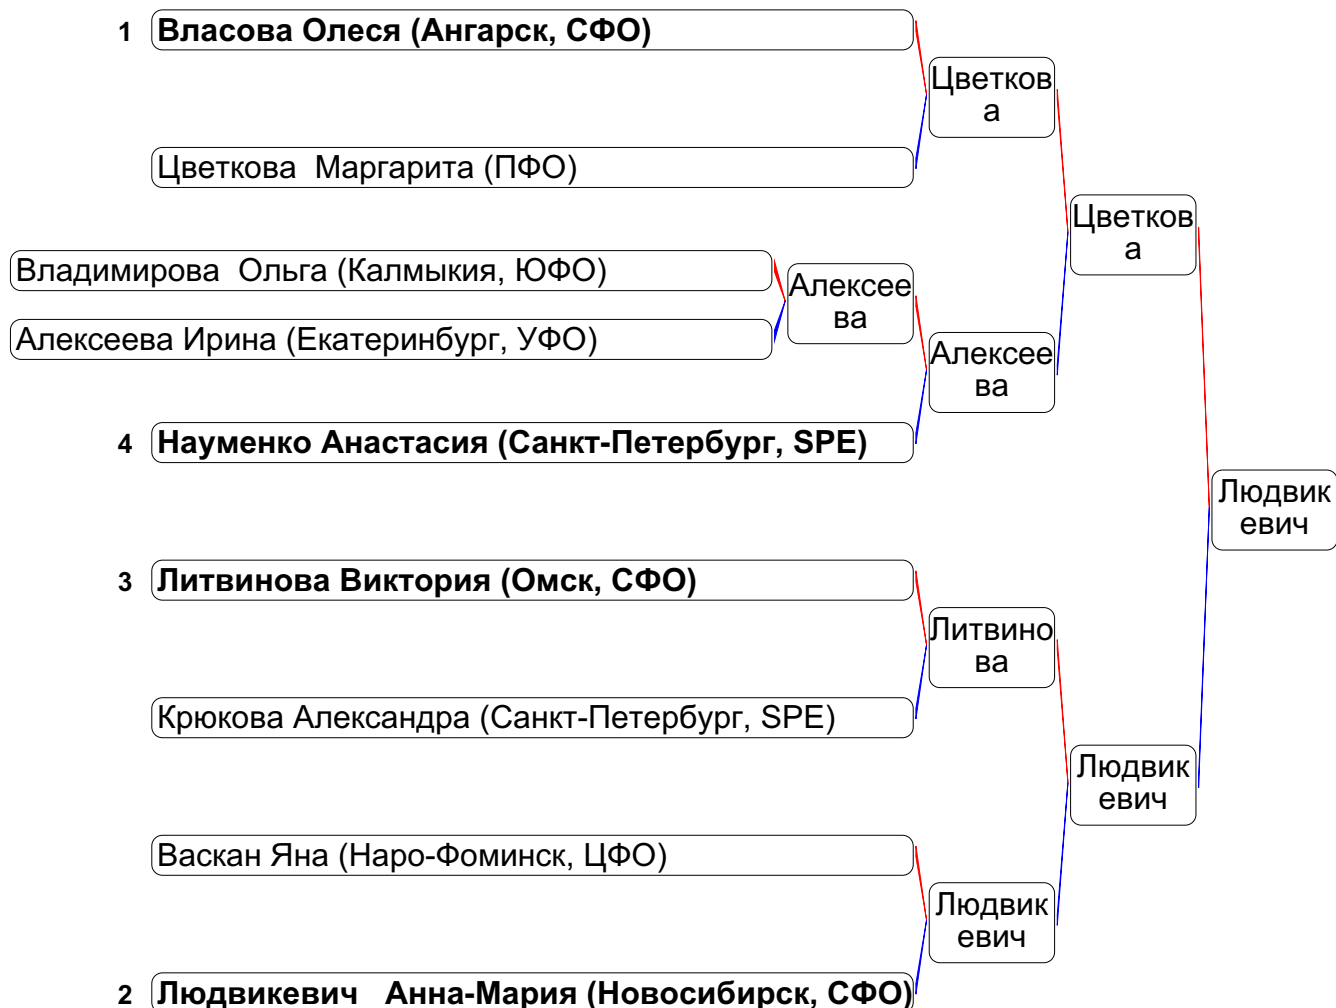 1 Власова Олеся (Ангарск, СФО)
Цветков
а
Цветкова Маргарита (ПФО)
Цветков
а
Владимирова Ольга (Калмыкия, ЮФО)
Алексее
ва
Алексеева Ирина (Екатеринбург, УФО)
Алексее
ва
4 Науменко Анастасия (Санкт-Петербург, SPE)
Людвик
евич
3 Литвинова Виктория (Омск, СФО)
Литвино
ва
Крюкова Александра (Санкт-Петербург, SPE)
Людвик
евич
Васкан Яна (Наро-Фоминск, ЦФО)
Людвик
евич
2 Людвикевич Анна-Мария (Новосибирск, СФО)